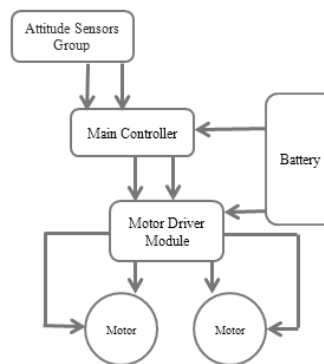 Attitude Sensors
Group
Main Controller
Battery
Motor Driver
Module
Motor
Motor